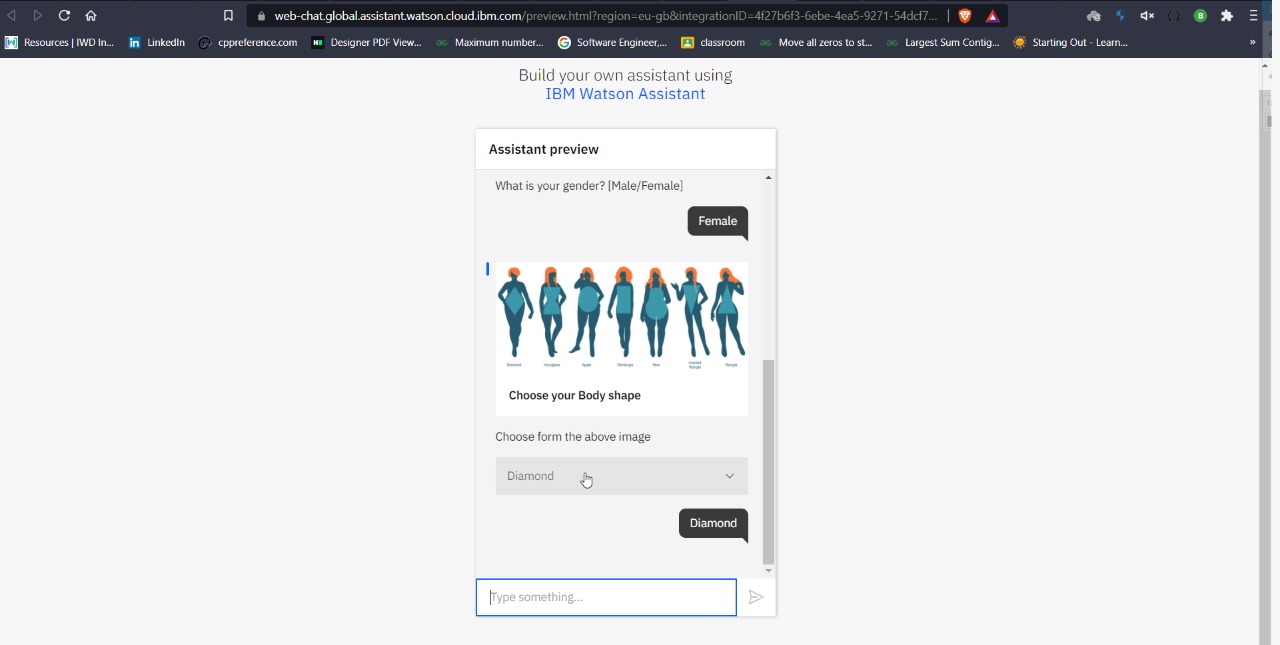 web-chat.global.assistant.watson.cloud.ibm.com/preview.html?region=eu-gb&integrationID=4f27b6f3-6ebe-4ea5-9271-54dcf7...
Resources | IWD In... LinkedIn cppreference.com Designer PDF View... Maximum number... Software Engineer,... classroom Move all zeros to st... Largest Sum Contig... Starting Out - Learn... »
Build your own assistant using
IBM Watson Assistant
Assistant preview
What is your gender? [Male/Female]
Female
Diamond Hourglass Apple Rectangle Pear Inverted Triangle Triangle
Choose your Body shape
Choose form the above image
Diamond
Diamond
Type something...